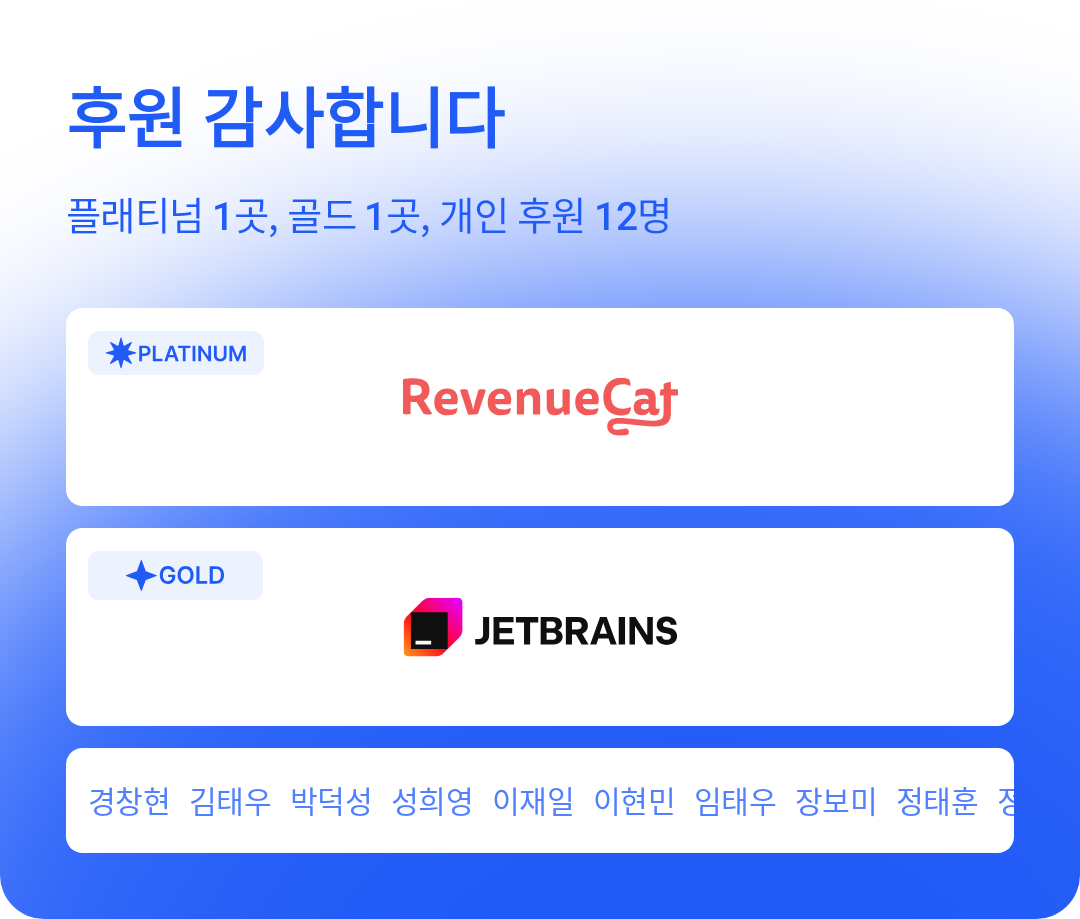 후원 감사합니다
플래티넘 1곳, 골드 1곳, 개인 후원 12명
PLATINUM
RevenueCat
GOLD
JETBRAINS
경창현 김태우 박덕성 성희영 이재일 이현민 임태우 장보미 정태훈